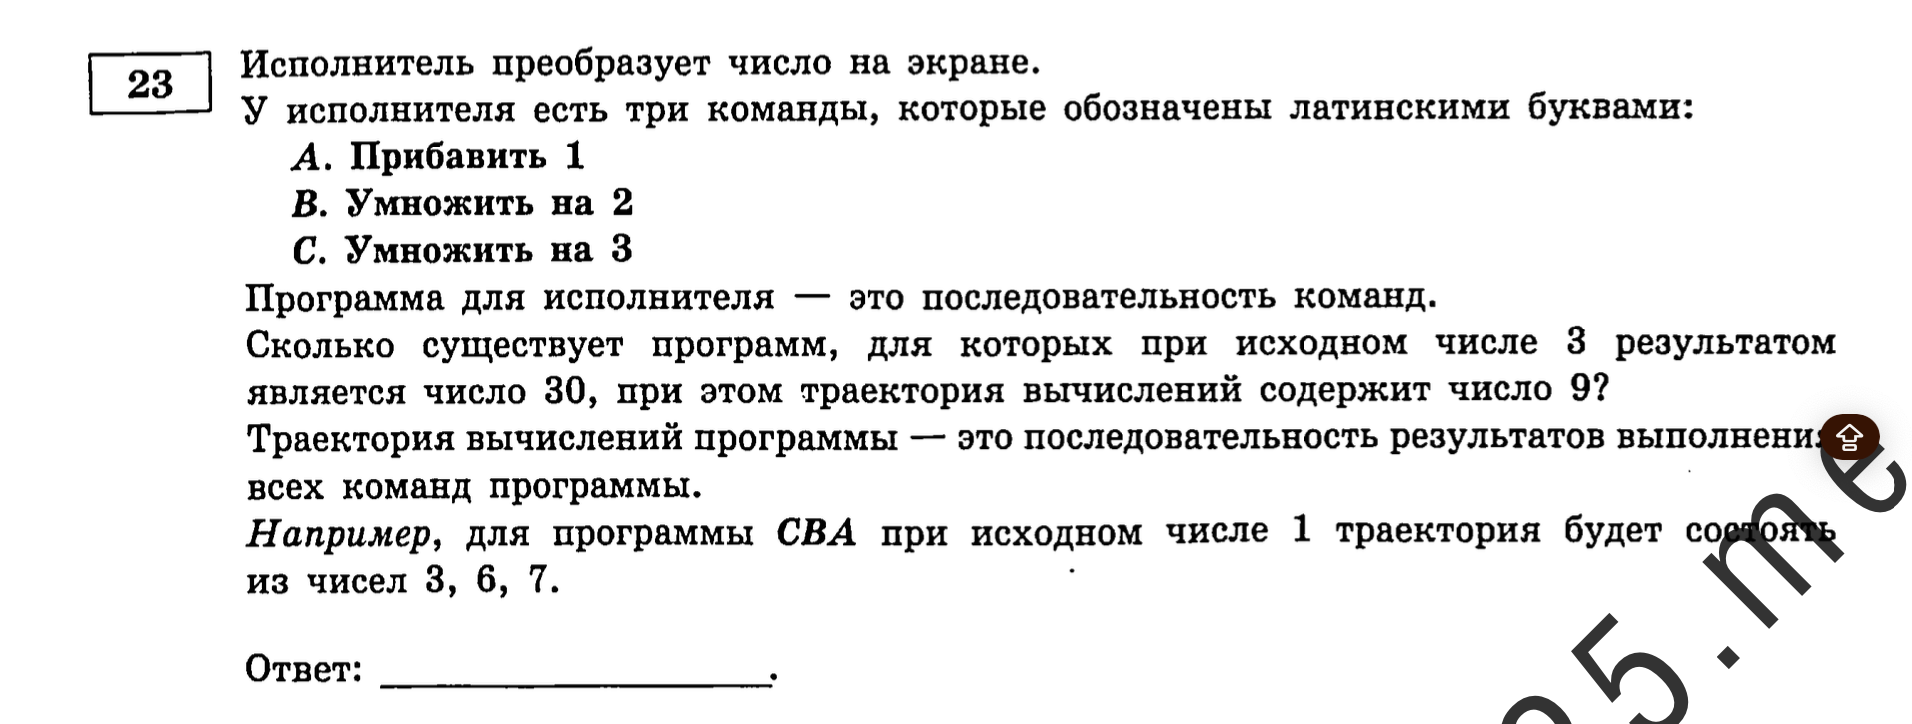 23
Исполнитель преобразует число на экране.
У исполнителя есть три команды, которые обозначены латинскими буквами:
A. Прибавить 1
B. Умножить на 2
C. Умножить на 3
Программа для исполнителя — это последовательность команд.
Сколько существует программ, для которых при исходном числе 3 результатом
является число 30, при этом траектория вычислений содержит число 9?
Траектория вычислений программы — это последовательность результатов выполнения
всех команд программы.
Например, для программы CBA при исходном числе 1 траектория будет состоять
из чисел 3, 6, 7.
Ответ: ______________.
5.me